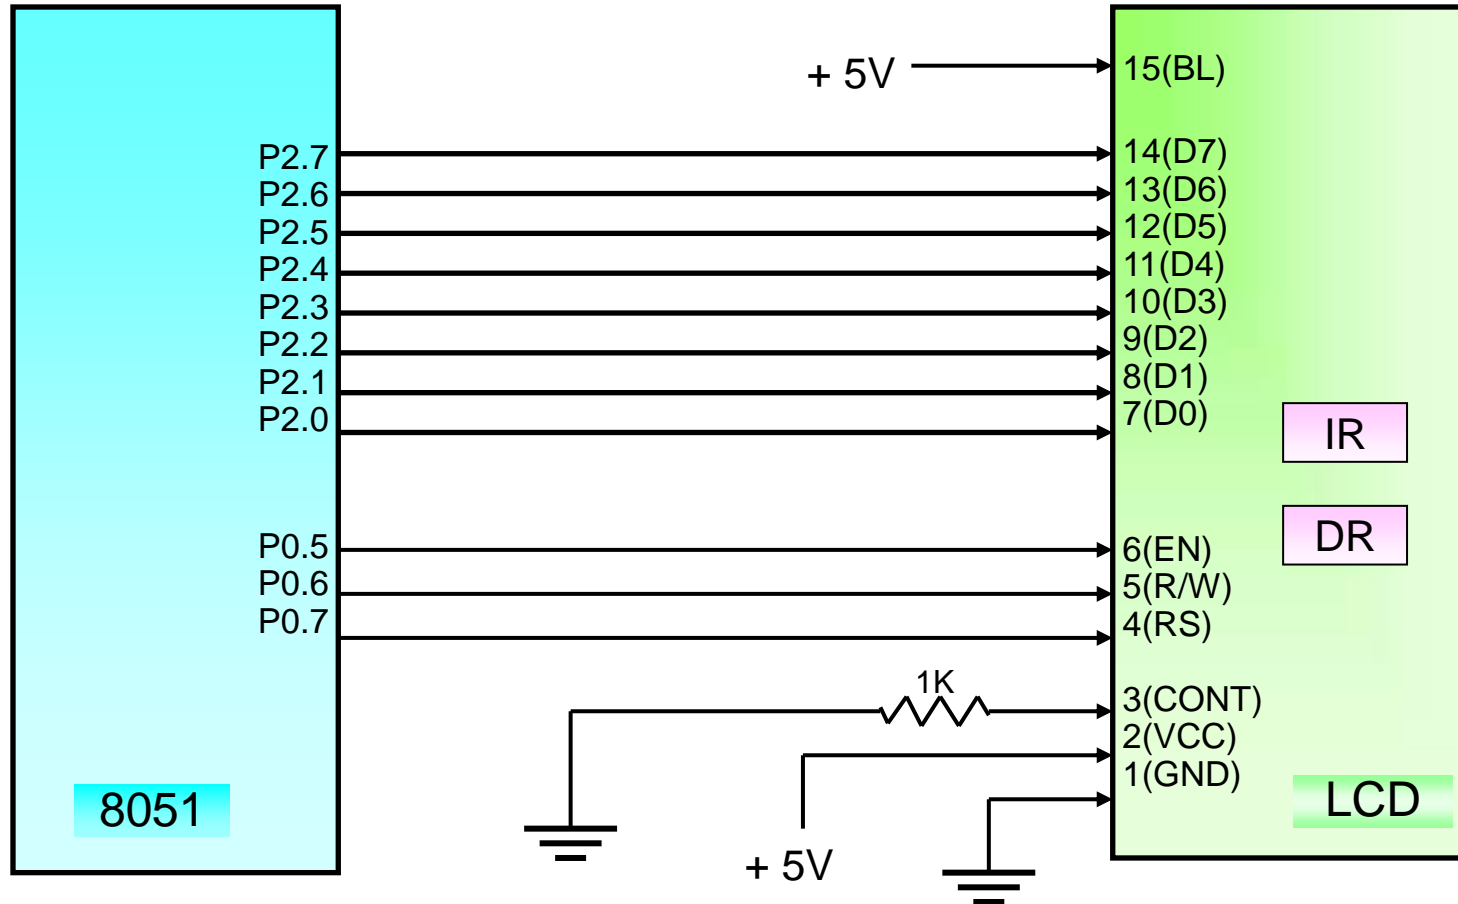 + 5V
15(BL)
P2.7
14(D7)
P2.6
13(D6)
P2.5
12(D5)
P2.4
11(D4)
P2.3
10(D3)
P2.2
9(D2)
P2.1
8(D1)
P2.0
7(D0)
IR
DR
P0.5
6(EN)
P0.6
5(R/W)
P0.7
4(RS)
1K
3(CONT)
2(VCC)
1(GND)
8051
LCD
+ 5V